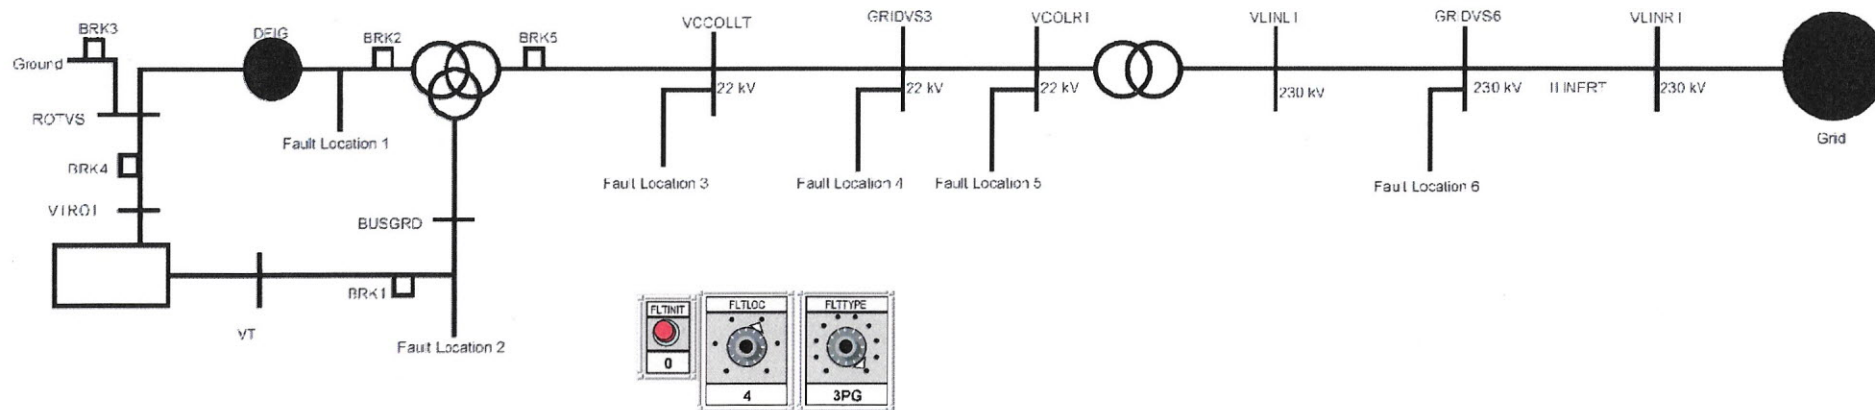 BRK3
DFIG
BRK2
BRK5
VCCOLLT
GRIDVS3
VCOLRT
VLINLT
GRIDVS6
VLINRT
Ground
22 kV
22 kV
22 kV
230 kV
230 kV
230 kV
ROTVS
Fault Location 1
Grid
BRK4
Fault Location 3
Fault Location 4
Fault Location 5
Fault Location 6
VTROT
BUSGRD
BRK1
VT
Fault Location 2
FLTINIT
FLTLOC
FLTTYPE
0
4
3PG